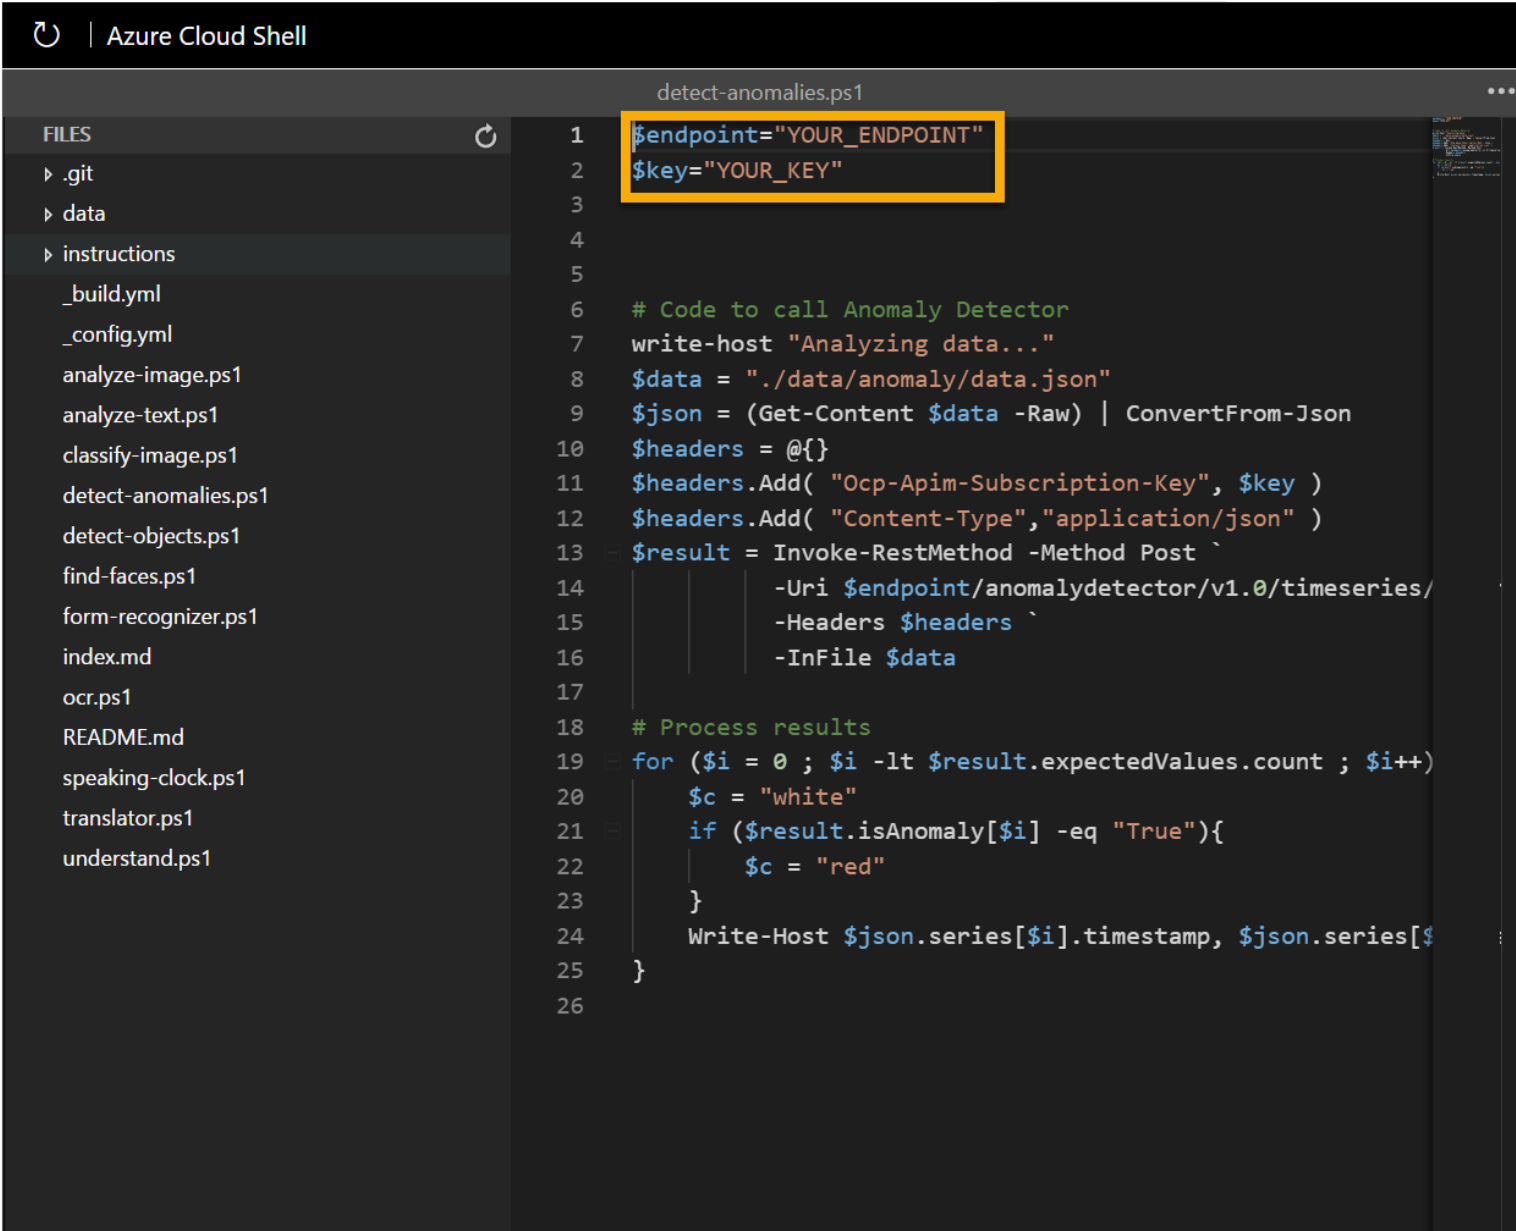 Azure Cloud Shell
detect-anomalies.ps1
FILES
.git
data
instructions
_build.yml
_config.yml
analyze-image.ps1
analyze-text.ps1
classify-image.ps1
detect-anomalies.ps1
detect-objects.ps1
find-faces.ps1
form-recognizer.ps1
index.md
ocr.ps1
README.md
speaking-clock.ps1
translator.ps1
understand.ps1
1 $endpoint="YOUR_ENDPOINT"
2 $key="YOUR_KEY"
3
4
5
6 # Code to call Anomaly Detector
7 write-host "Analyzing data..."
8 $data = "./data/anomaly/data.json"
9 $json = (Get-Content $data -Raw) | ConvertFrom-Json
10 $headers = @{}
11 $headers.Add( "Ocp-Apim-Subscription-Key", $key )
12 $headers.Add( "Content-Type","application/json" )
13 $result = Invoke-RestMethod -Method Post `
14 -Uri $endpoint/anomalydetector/v1.0/timeseries/
15 -Headers $headers `
16 -InFile $data
17
18 # Process results
19 for ($i = 0 ; $i -lt $result.expectedValues.count ; $i++)
20 $c = "white"
21 if ($result.isAnomaly[$i] -eq "True"){
22 $c = "red"
23 }
24 Write-Host $json.series[$i].timestamp, $json.series[$
25 }
26